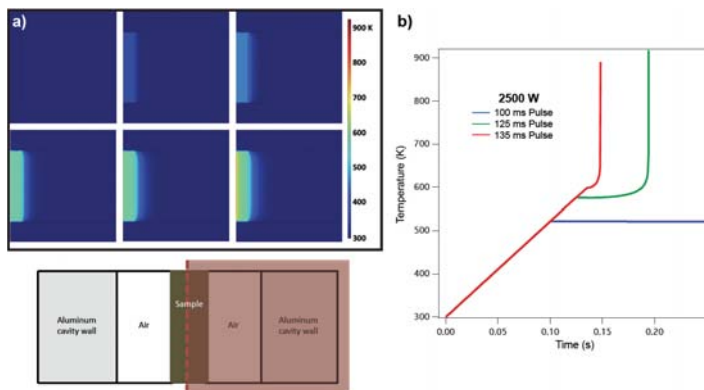 a)
900 K
800
700
600
500
400
300
Aluminum
cavity wall
Air
Sample
Air
Aluminum
cavity wall
b)
2500 W
100 ms Pulse
125 ms Pulse
135 ms Pulse
Temperature (K)
900
800
700
600
500
400
300
0.00
0.05
0.10
0.15
0.20
Time (s)